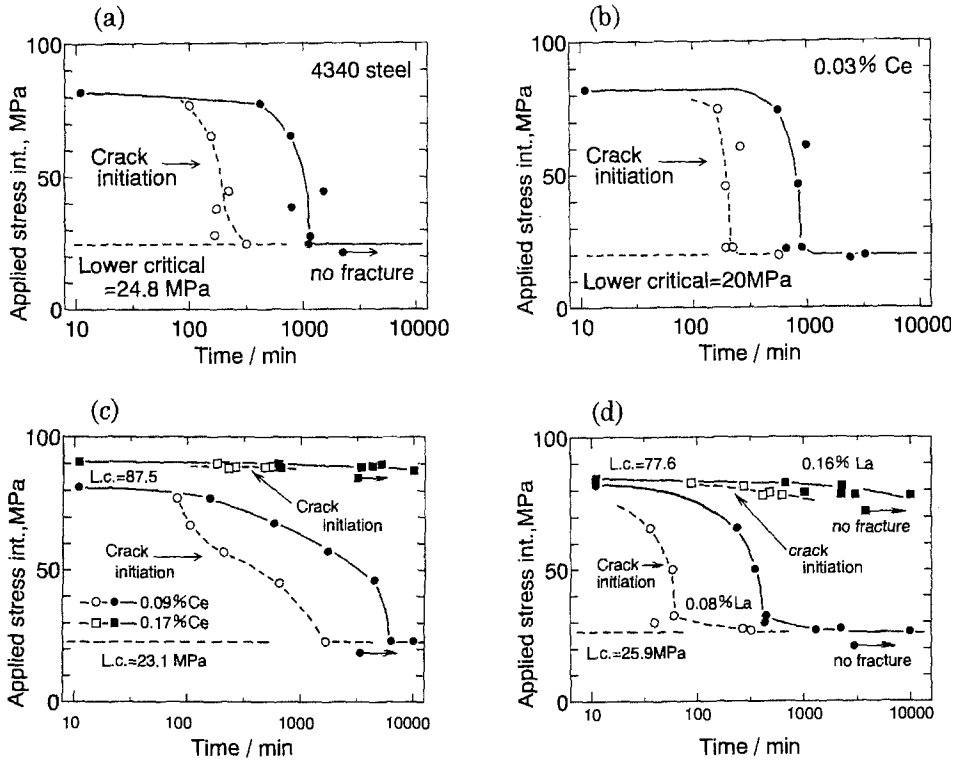 (a)
100
50
0
Applied stress int., MPa
4340 steel
Crack
initiation
Lower critical
=24.8 MPa
no fracture
10
100
1000
10000
Time / min
(b)
100
50
0
Applied stress int., MPa
0.03% Ce
Crack
initiation
Lower critical=20MPa
10
100
1000
10000
Time / min
(c)
100
50
0
Applied stress int., MPa
L.c.=87.5
Crack
initiation
Crack
initiation
0.09%Ce
0.17%Ce
L.c.=23.1 MPa
10
100
1000
10000
Time / min
(d)
100
50
0
Applied stress int., MPa
L.c.=77.6
0.16% La
no fracture
crack
initiation
Crack
initiation
0.08%La
L.c.=25.9MPa
no fracture
10
100
1000
10000
Time / min